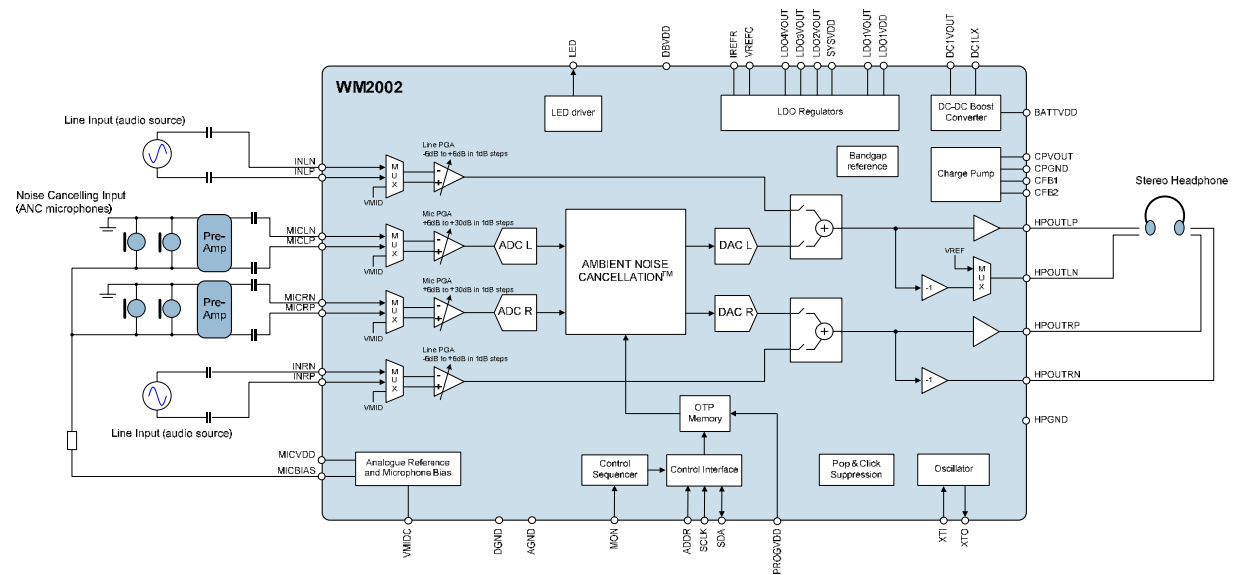 LED
DBVDD
IREFR
VREFC
LDO4VOUT
LDO3VOUT
LDO2VOUT
SYSVDD
LDO1VOUT
LDO1VDD
DC1VOUT
DC1LX
WM2002
LED driver
LDO Regulators
DC-DC Boost
Converter
BATTVDD
Line Input (audio source)
INLN
INLP
M
U
X
VMID
Line PGA
-6dB to +6dB in 1dB steps
Bandgap
reference
Charge Pump
CPVOUT
CPGND
CFB1
CFB2
Stereo Headphone
Noise Cancelling Input
(ANC microphones)
Pre-
Amp
MICLN
MICLP
M
U
X
VMID
Mic PGA
+6dB to +30dB in 1dB steps
ADC L
AMBIENT NOISE
CANCELLATION™
DAC L
HPOUTLP
VREF
M
U
X
-1
HPOUTLN
Pre-
Amp
MICRN
MICRP
M
U
X
VMID
Mic PGA
+6dB to +30dB in 1dB steps
ADC R
DAC R
HPOUTRP
-1
HPOUTRN
INRN
INRP
M
U
X
VMID
Line PGA
-6dB to +6dB in 1dB steps
Line Input (audio source)
OTP
Memory
HPGND
MICVDD
MICBIAS
Analogue Reference
and Microphone Bias
Control
Sequencer
Control Interface
Pop & Click
Suppression
Oscillator
VMIDC
DGND
AGND
MON
ADDR
SCLK
SDA
PROGVDD
XTI
XTO